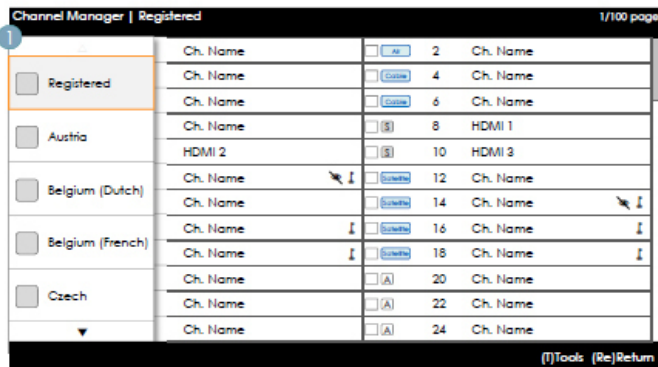 Channel Manager | Registered 1/100 page
1
Registered
Austria
Belgium (Dutch)
Belgium (French)
Czech
▼
Ch. Name Air 2 Ch. Name
Ch. Name Cable 4 Ch. Name
Ch. Name Cable 6 Ch. Name
Ch. Name S 8 HDMI 1
HDMI 2 S 10 HDMI 3
Ch. Name Satellite 12 Ch. Name
Ch. Name Satellite 14 Ch. Name
Ch. Name Satellite 16 Ch. Name
Ch. Name Satellite 18 Ch. Name
Ch. Name A 20 Ch. Name
Ch. Name A 22 Ch. Name
Ch. Name A 24 Ch. Name
(T)Tools (Re)Return